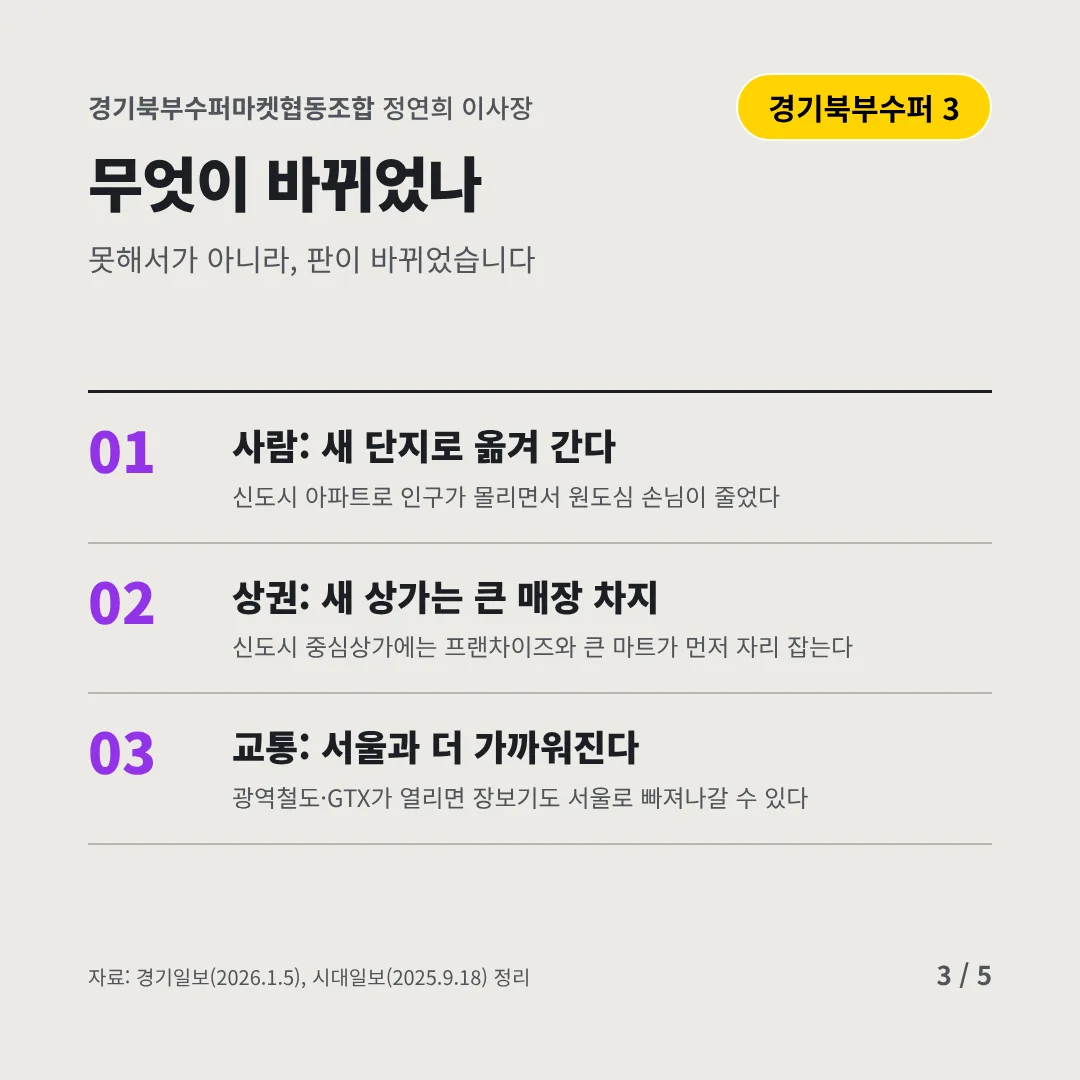 경기북부수퍼마켓협동조합 정연희 이사장
경기북부수퍼 3
무엇이 바뀌었나
못해서가 아니라, 판이 바뀌었습니다
01
사람: 새 단지로 옮겨 간다
신도시 아파트로 인구가 몰리면서 원도심 손님이 줄었다
02
상권: 새 상가는 큰 매장 차지
신도시 중심상가에는 프랜차이즈와 큰 마트가 먼저 자리 잡는다
03
교통: 서울과 더 가까워진다
광역철도·GTX가 열리면 장보기도 서울로 빠져나갈 수 있다
자료: 경기일보(2026.1.5), 시대일보(2025.9.18) 정리
3 / 5